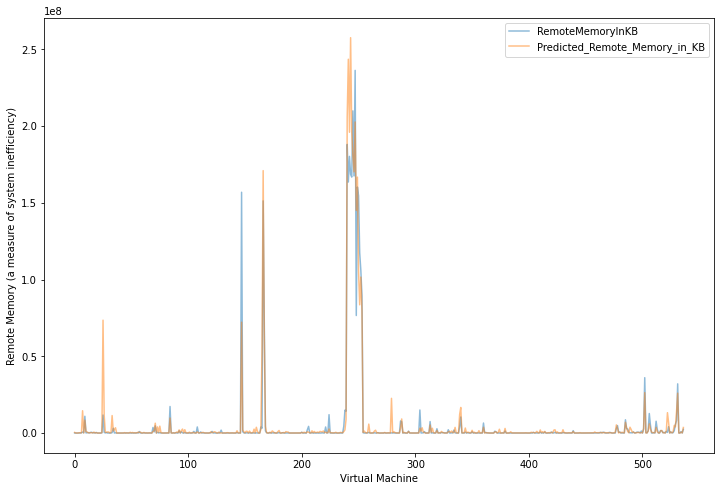 1e8
RemoteMemoryInKB
Predicted_Remote_Memory_in_KB
2.5
2.0
1.5
1.0
0.5
0.0
Remote Memory (a measure of system inefficiency)
0 100 200 300 400 500
Virtual Machine